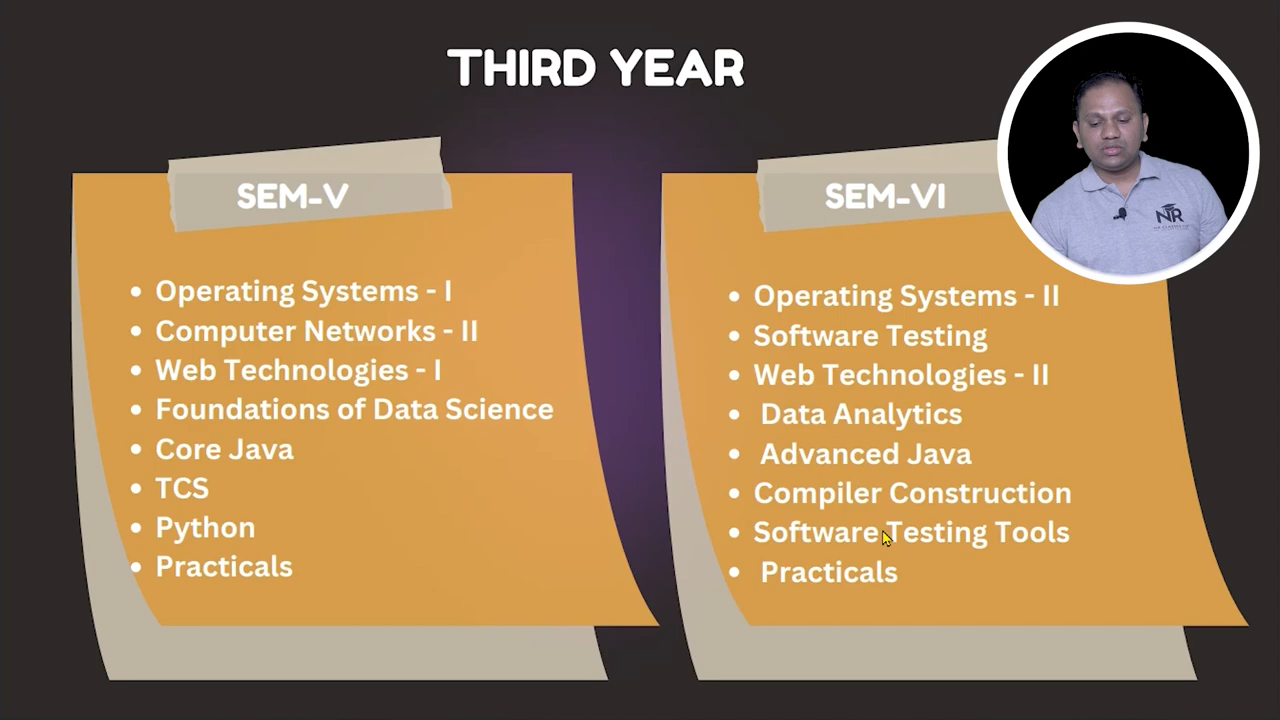 THIRD YEAR
SEM-V
• Operating Systems - I
• Computer Networks - II
• Web Technologies - I
• Foundations of Data Science
• Core Java
• TCS
• Python
• Practicals
SEM-VI
• Operating Systems - II
• Software Testing
• Web Technologies - II
• Data Analytics
• Advanced Java
• Compiler Construction
• Software Testing Tools
• Practicals
NR